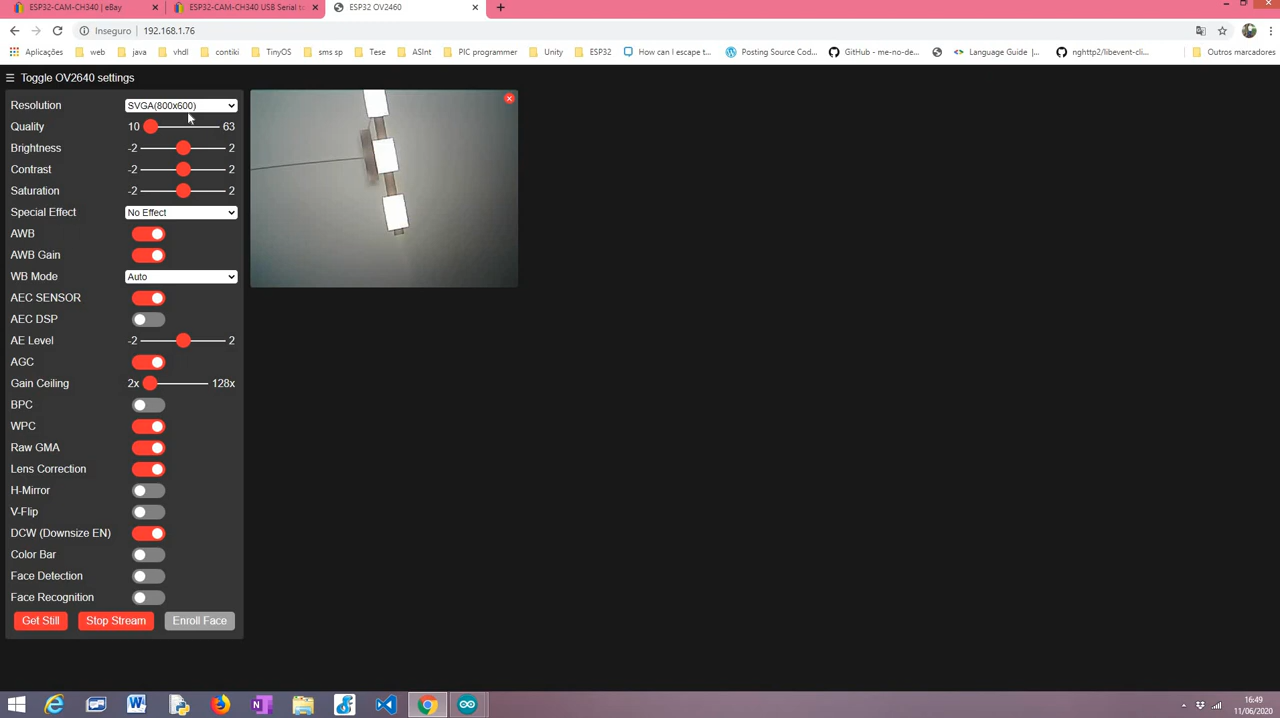 ESP32-CAM-CH340 | eBay
ESP32-CAM-CH340 USB Serial t
ESP32 OV2460
Inseguro | 192.168.1.76
Aplicações web java vhdl contiki TinyOS sms sp Tese ASInt PIC programmer Unity ESP32 How can I escape t... Posting Source Cod... GitHub - me-no-de... Language Guide |... nghttp2/libevent-cli... Outros marcadores
Toggle OV2640 settings
Resolution SVGA(800x600)
Quality 10 63
Brightness -2 2
Contrast -2 2
Saturation -2 2
Special Effect No Effect
AWB
AWB Gain
WB Mode Auto
AEC SENSOR
AEC DSP
AE Level -2 2
AGC
Gain Ceiling 2x 128x
BPC
WPC
Raw GMA
Lens Correction
H-Mirror
V-Flip
DCW (Downsize EN)
Color Bar
Face Detection
Face Recognition
Get Still Stop Stream Enroll Face
16:49
11/06/2020